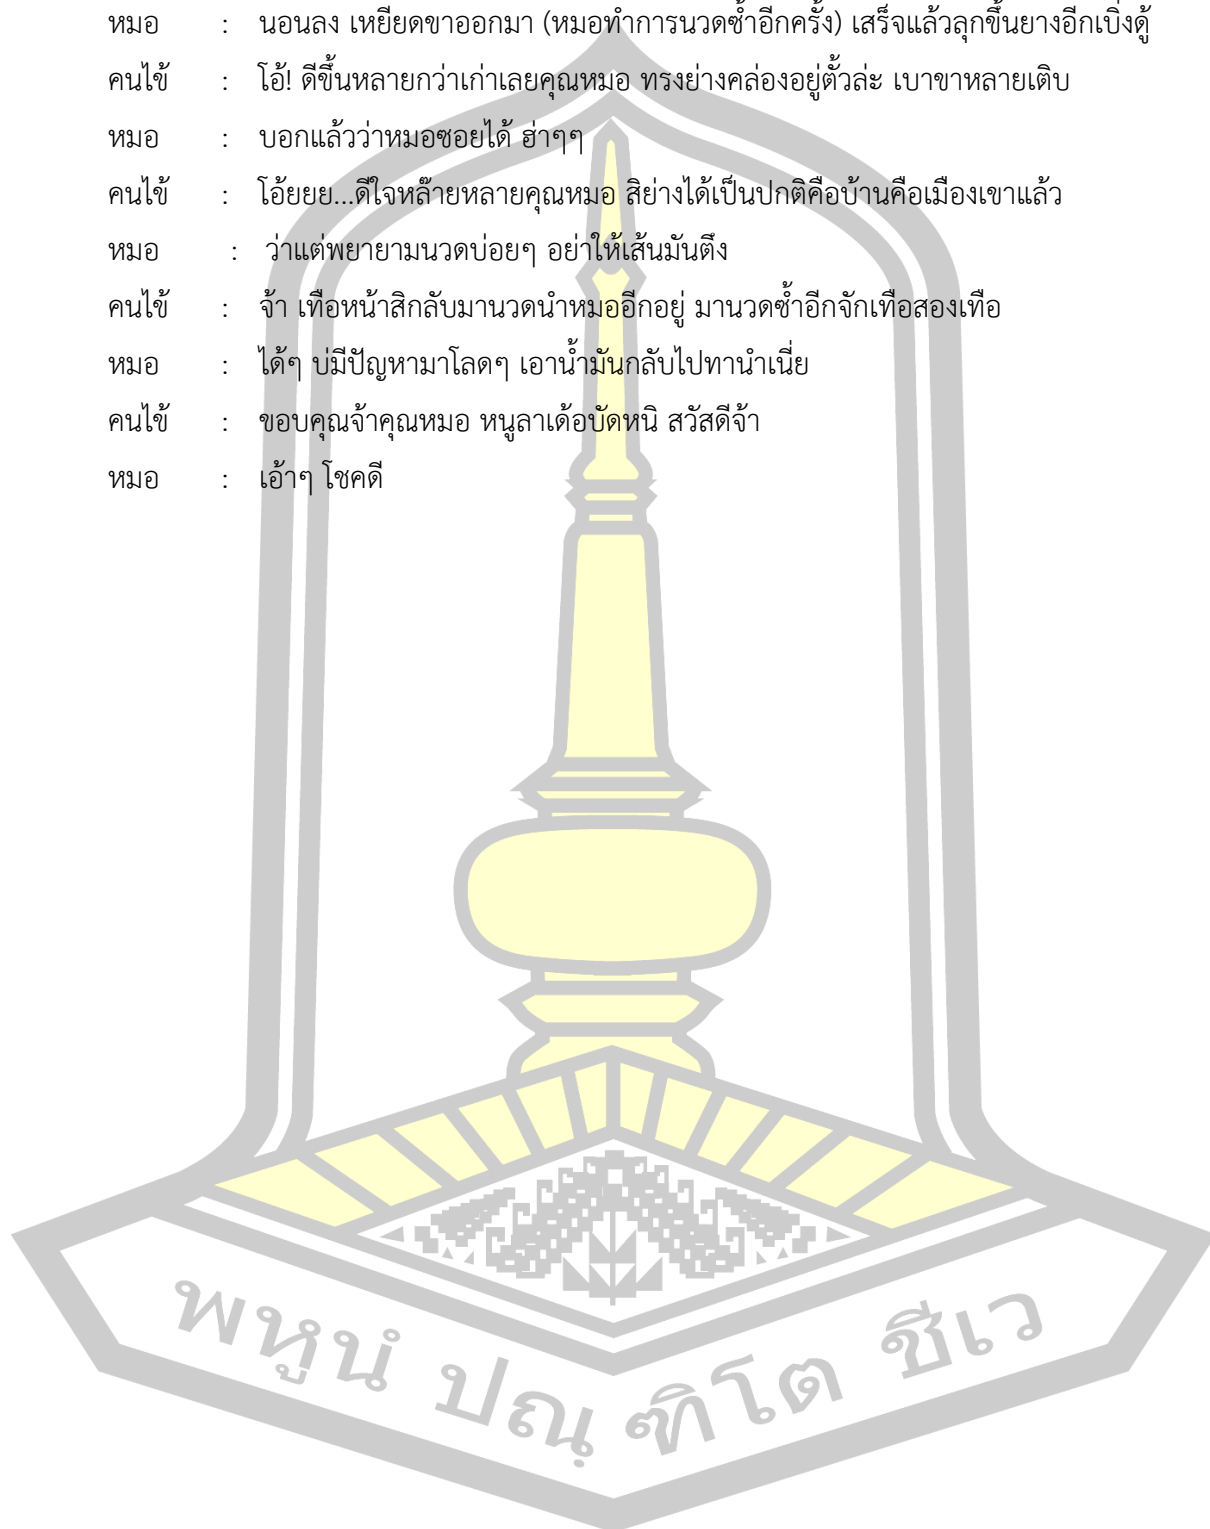 หมอ : นอนลง เหยียดขาออกมา (หมอทำการนวดซ้ำอีกครั้ง) เสร็จแล้วลุกขึ้นยางอีกเบิ่งดู้
คนไข้ : โอ้! ดีขึ้นหลายกว่าเก่าเลยคุณหมอ ทรงย่างคล่องอยู่ตั้วล่ะ เบาขาหลายเติบ
หมอ : บอกแล้วว่าหมอซอยได้ ฮ่าๆๆ
คนไข้ : โอ้ยยย...ดีใจหล๊ายหลายคุณหมอ สิย่างได้เป็นปกติคือบ้านคือเมืองเขาแล้ว
หมอ : ว่าแต่พยายามนวดบ่อยๆ อย่าให้เส้นมันตึง
คนไข้ : จ้า เทือหน้าสิกลับมานวดนำหมออีกอยู่ มานวดซ้ำอีกจักเทือสองเทือ
หมอ : ได้ๆ บ่มีปัญหามาโลดๆ เอาน้ำมันกลับไปทานำเนี่ย
คนไข้ : ขอบคุณจ้าคุณหมอ หนูลาเด้อบัดหนิ สวัสดีจ้า
หมอ : เอ้าๆ โชคดี
พหูนํ ปณฺฑิโต ชีเว